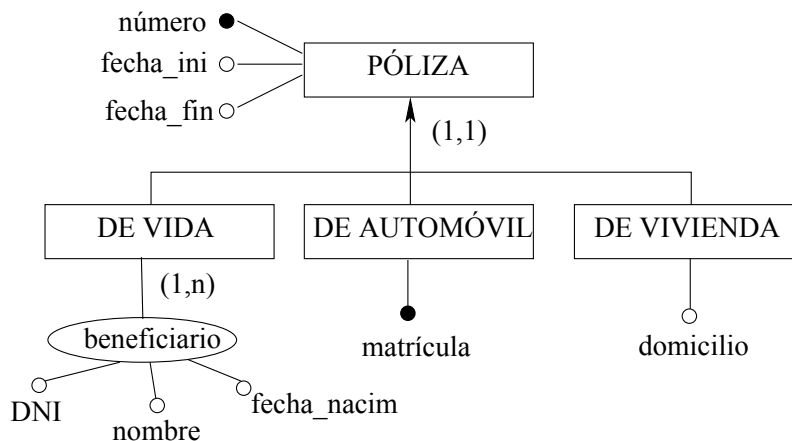 número
fecha_ini
fecha_fin
PÓLIZA
(1,1)
DE VIDA
DE AUTOMÓVIL
DE VIVIENDA
(1,n)
beneficiario
matrícula
domicilio
DNI
nombre
fecha_nacim